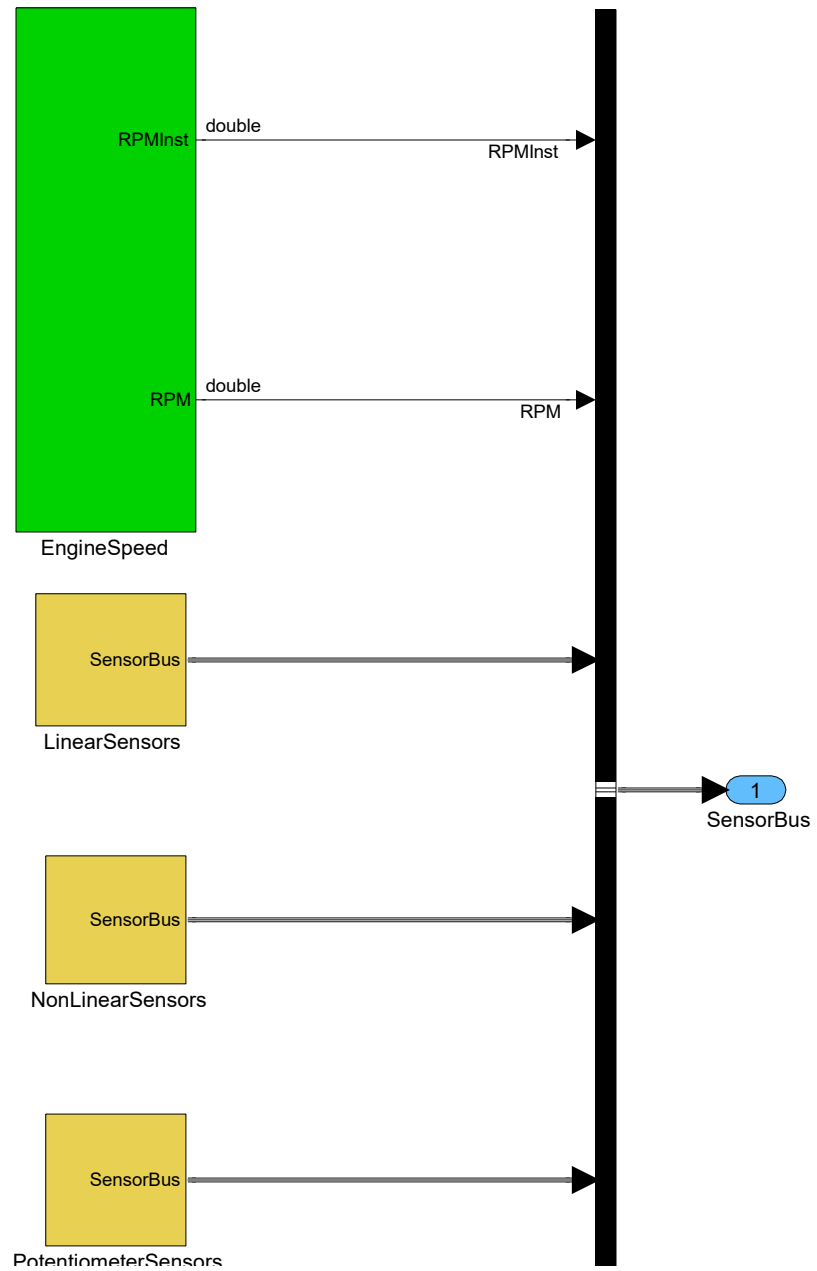 double
RPMInst
RPMInst
double
RPM
RPM
EngineSpeed
SensorBus
LinearSensors
1
SensorBus
SensorBus
NonLinearSensors
SensorBus
PotentiometerSensors